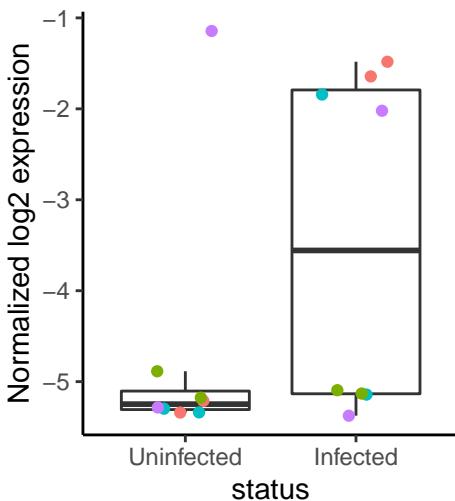 Normalized log2 expression
−1
−2
−3
−4
−5
Uninfected
Infected
status